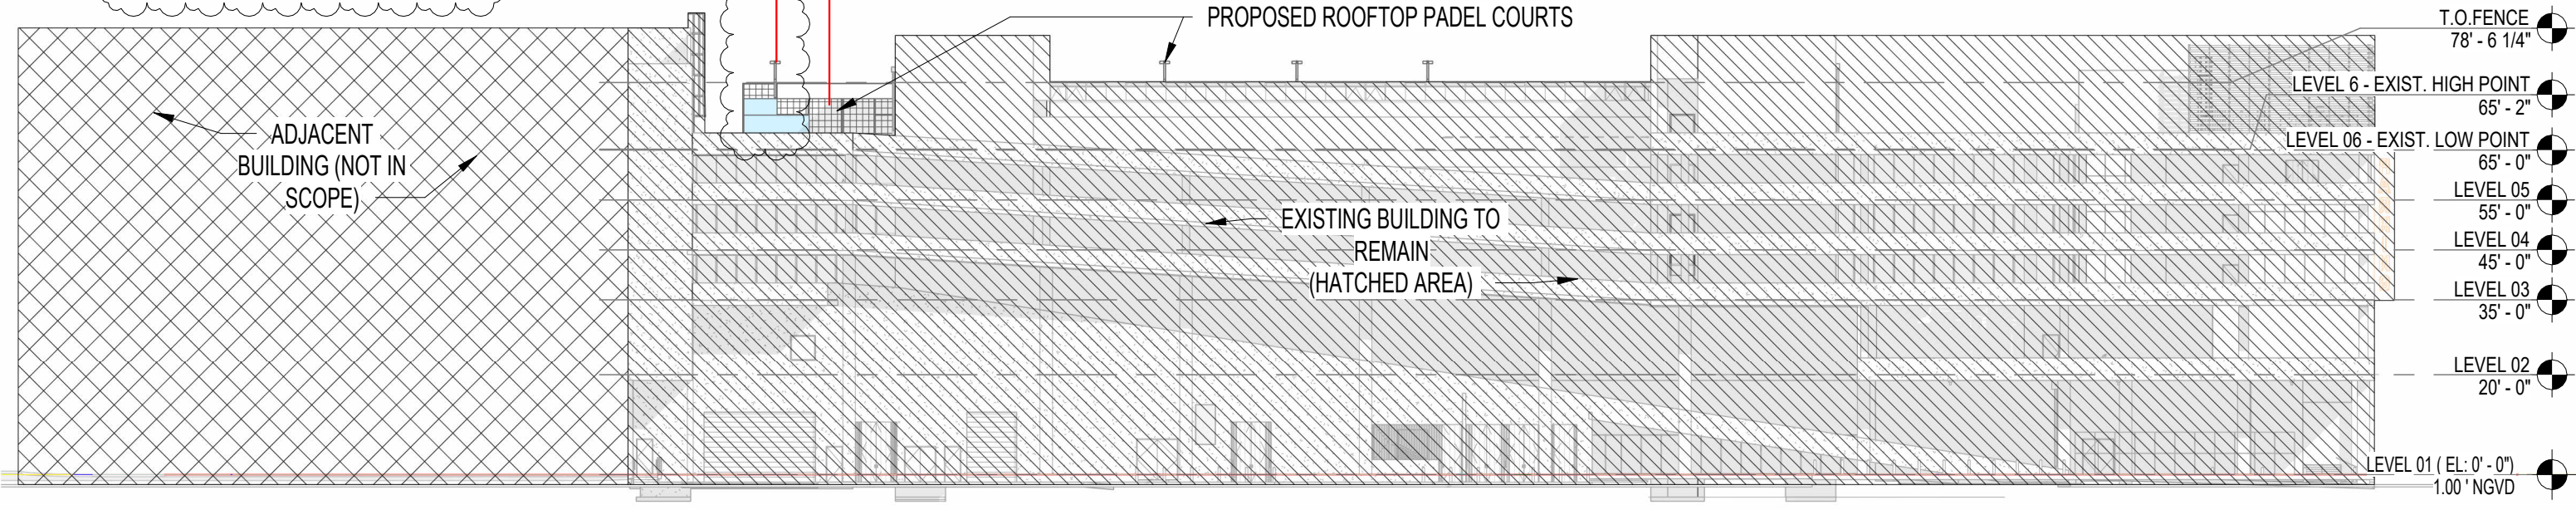 PROPOSED ROOFTOP PADEL COURTS
ADJACENT
BUILDING (NOT IN
SCOPE)
EXISTING BUILDING TO
REMAIN
(HATCHED AREA)
T.O.FENCE
78' - 6 1/4"
LEVEL 6 - EXIST. HIGH POINT
65' - 2"
LEVEL 06 - EXIST. LOW POINT
65' - 0"
LEVEL 05
55' - 0"
LEVEL 04
45' - 0"
LEVEL 03
35' - 0"
LEVEL 02
20' - 0"
LEVEL 01 ( EL: 0' - 0")
1.00 ' NGVD